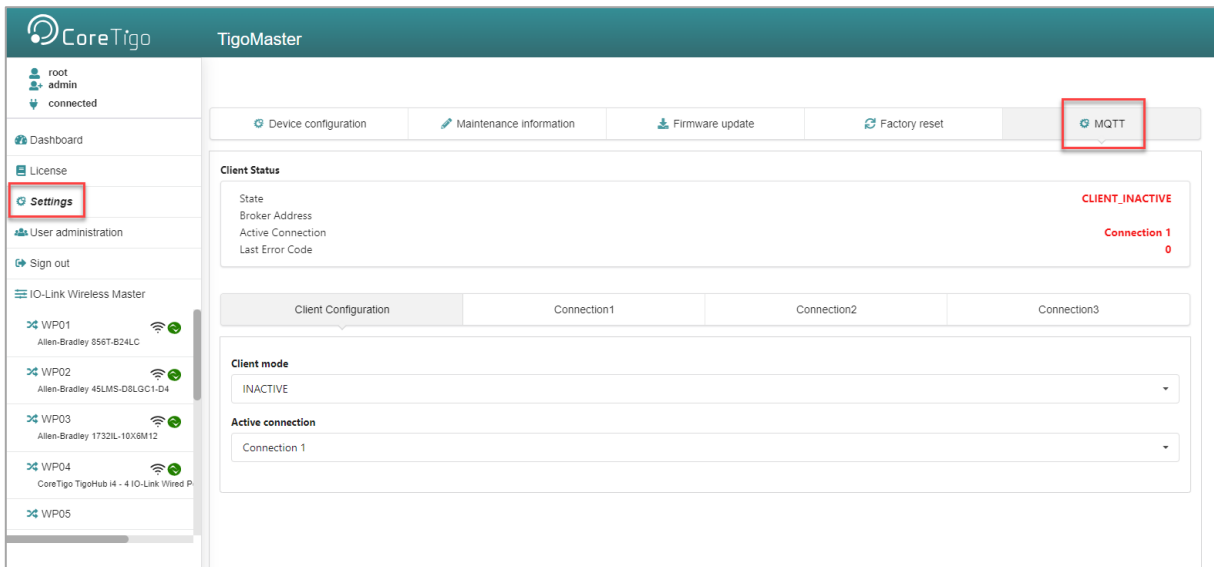 CoreTigo
TigoMaster
root
admin
connected
Dashboard
License
Settings
User administration
Sign out
IO-Link Wireless Master
WP01
Allen-Bradley 856T-B24LC
WP02
Allen-Bradley 45LMS-D8LGC1-D4
WP03
Allen-Bradley 1732IL-10X6M12
WP04
CoreTigo TigoHub i4 - 4 IO-Link Wired P
WP05
Device configuration
Maintenance information
Firmware update
Factory reset
MQTT
Client Status
State CLIENT_INACTIVE
Broker Address
Active Connection Connection 1
Last Error Code 0
Client Configuration
Connection1
Connection2
Connection3
Client mode
INACTIVE
Active connection
Connection 1